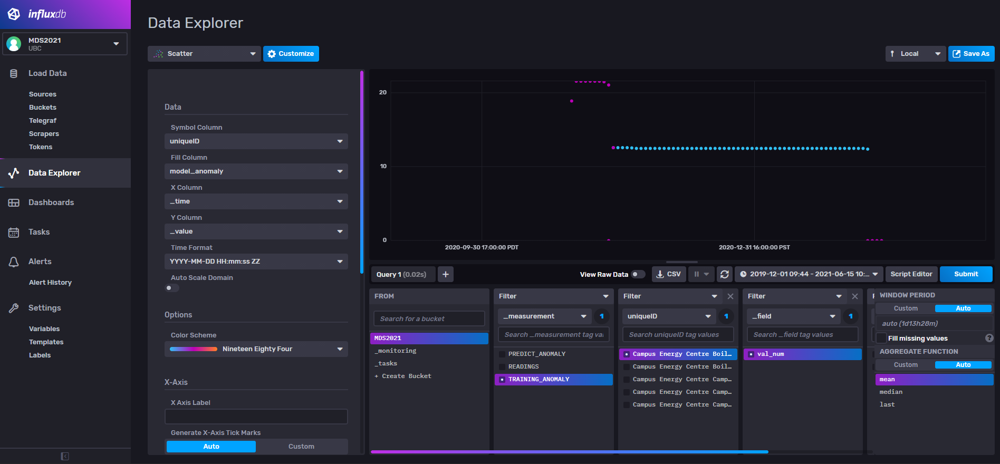 influxdb
MDS2021
UBC
Load Data
Sources
Buckets
Telegraf
Scrapers
Tokens
Data Explorer
Dashboards
Tasks
Alerts
Alert History
Settings
Variables
Templates
Labels
Data Explorer
Scatter
Customize
Local
Save As
Data
Symbol Column
uniqueID
Fill Column
model_anomaly
X Column
_time
Y Column
_value
Time Format
YYYY-MM-DD HH:mm:ss ZZ
Auto Scale Domain
Options
Color Scheme
Nineteen Eighty Four
X-Axis
X Axis Label
Generate X-Axis Tick Marks
Auto Custom
20
10
0
2020-09-30 17:00:00 PDT 2020-12-31 16:00:00 PST
Query 1 (0.02s) +
View Raw Data
CSV
2019-12-01 09:44 - 2021-06-15 10:...
Script Editor
Submit
FROM
Search for a bucket
MDS2021
_monitoring
_tasks
+ Create Bucket
Filter
_measurement 1
Search _measurement tag val
PREDICT_ANOMALY
READINGS
TRAINING_ANOMALY
Filter
uniqueID 1
Search uniqueID tag values
Campus Energy Centre Boil…
Campus Energy Centre Boil…
Campus Energy Centre Camp…
Campus Energy Centre Camp…
Campus Energy Centre Camp…
Filter
_field 1
Search _field tag values
val_num
WINDOW PERIOD
Custom Auto
auto (1d13h28m)
Fill missing values ?
AGGREGATE FUNCTION
Custom Auto
mean
median
last